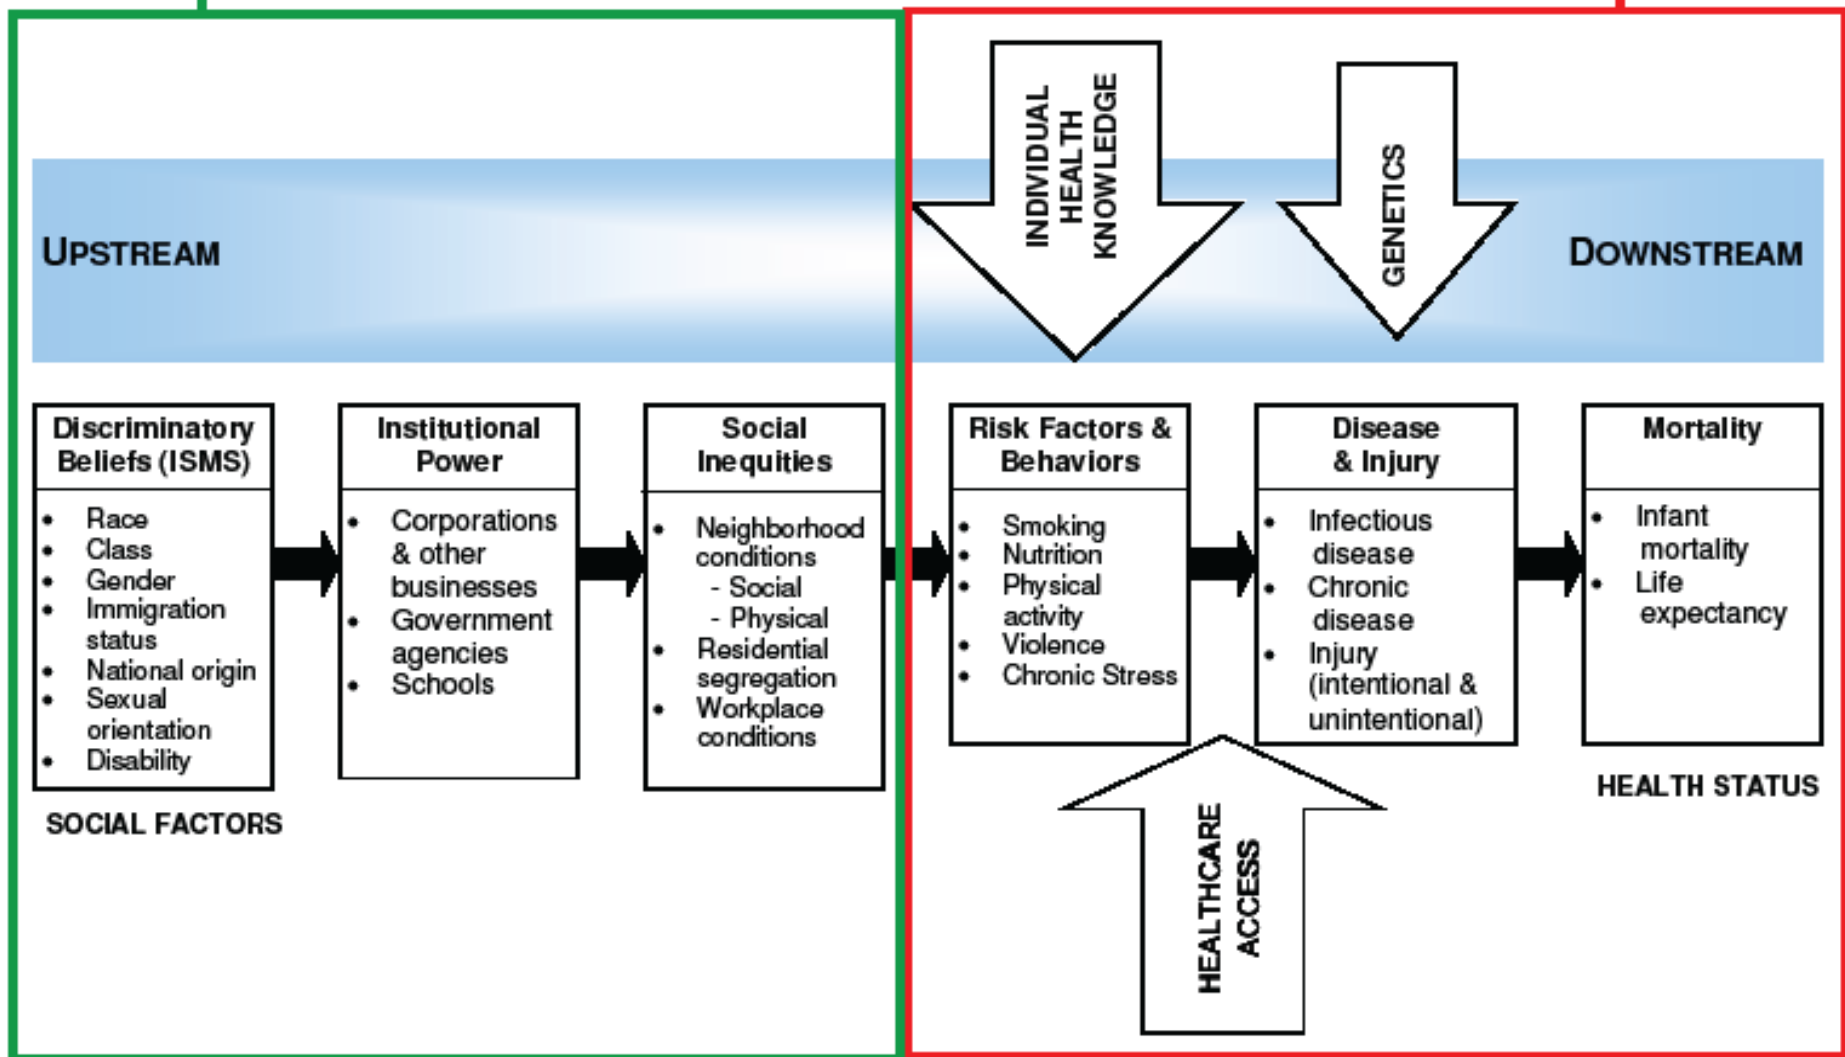 INDIVIDUAL
HEALTH
KNOWLEDGE
GENETICS
UPSTREAM
DOWNSTREAM
Discriminatory
Beliefs (ISMS)
• Race
• Class
• Gender
• Immigration
status
• National origin
• Sexual
orientation
• Disability
SOCIAL FACTORS
Institutional
Power
• Corporations
& other
businesses
• Government
agencies
• Schools
Social
Inequities
• Neighborhood
conditions
- Social
- Physical
• Residential
segregation
• Workplace
conditions
Risk Factors &
Behaviors
• Smoking
• Nutrition
• Physical
activity
• Violence
• Chronic Stress
Disease
& Injury
• Infectious
disease
• Chronic
disease
• Injury
(intentional &
unintentional)
Mortality
• Infant
mortality
• Life
expectancy
HEALTH STATUS
HEALTHCARE
ACCESS